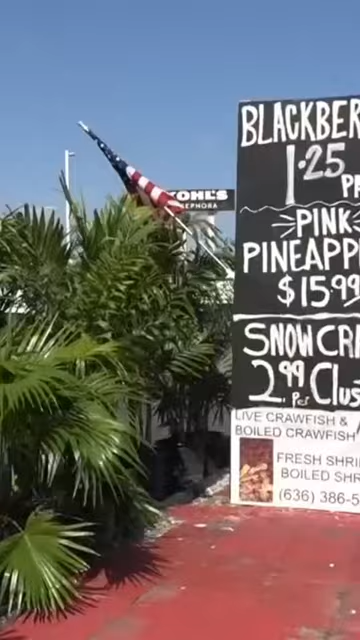 KOHL'S
SEPHORA
BLACKBER
1.25
PINK
PINEAPP
$15.99
SNOW CRA
2.99 Per Clus
LIVE CRAWFISH &
BOILED CRAWFISH
FRESH SHRI
BOILED SHR
(636) 386-5